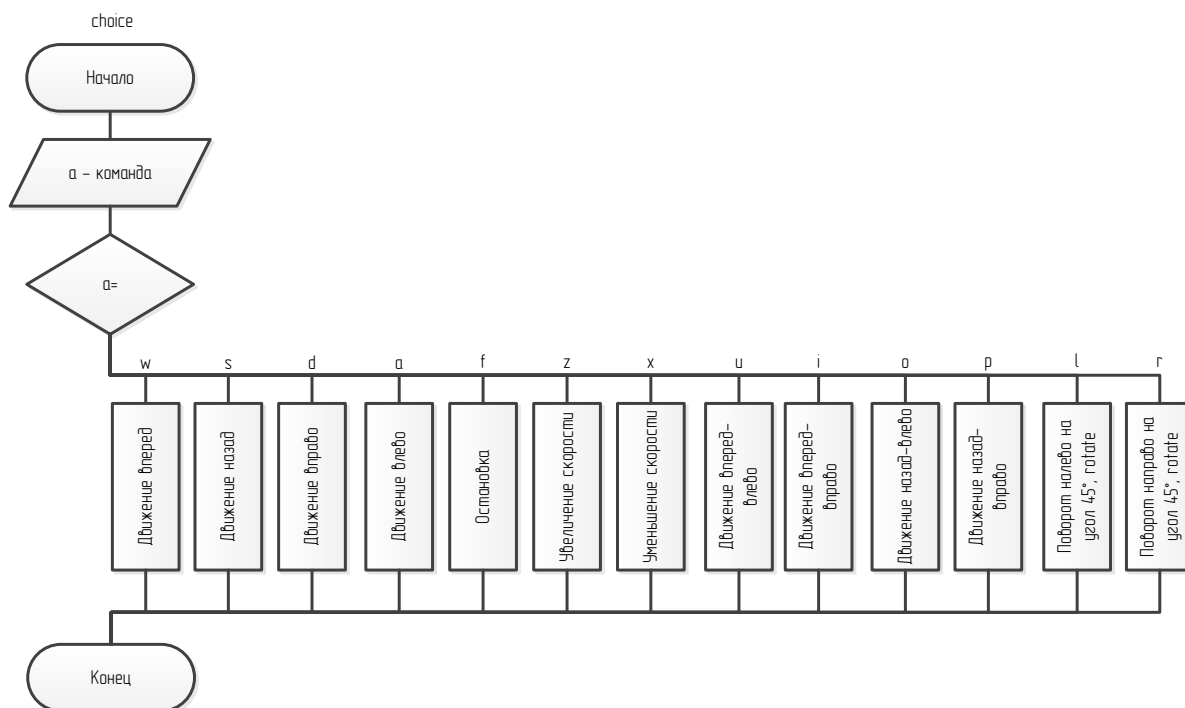 choice
Начало
а – команда
а=
w
s
d
a
f
z
x
u
i
o
p
l
r
Движение вперед
Движение назад
Движение вправо
Движение влево
Остановка
Увеличение скорости
Уменьшение скорости
Движение вперед-
влево
Движение вперед-
вправо
Движение назад-влево
Движение назад-
вправо
Поворот налево на
угол 45°, rotate
Поворот направо на
угол 45°, rotate
Конец